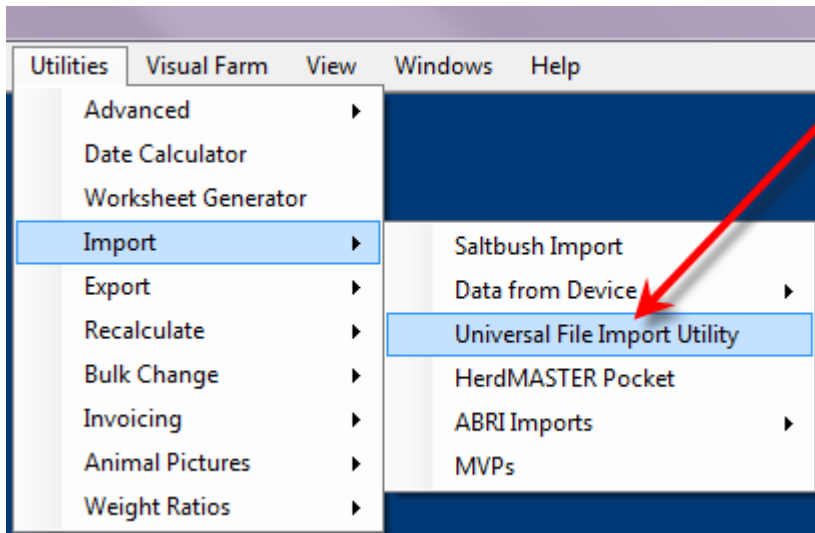 Utilities Visual Farm View Windows Help
Advanced
Date Calculator
Worksheet Generator
Import
Export
Recalculate
Bulk Change
Invoicing
Animal Pictures
Weight Ratios
Saltbush Import
Data from Device
Universal File Import Utility
HerdMASTER Pocket
ABRI Imports
MVPs